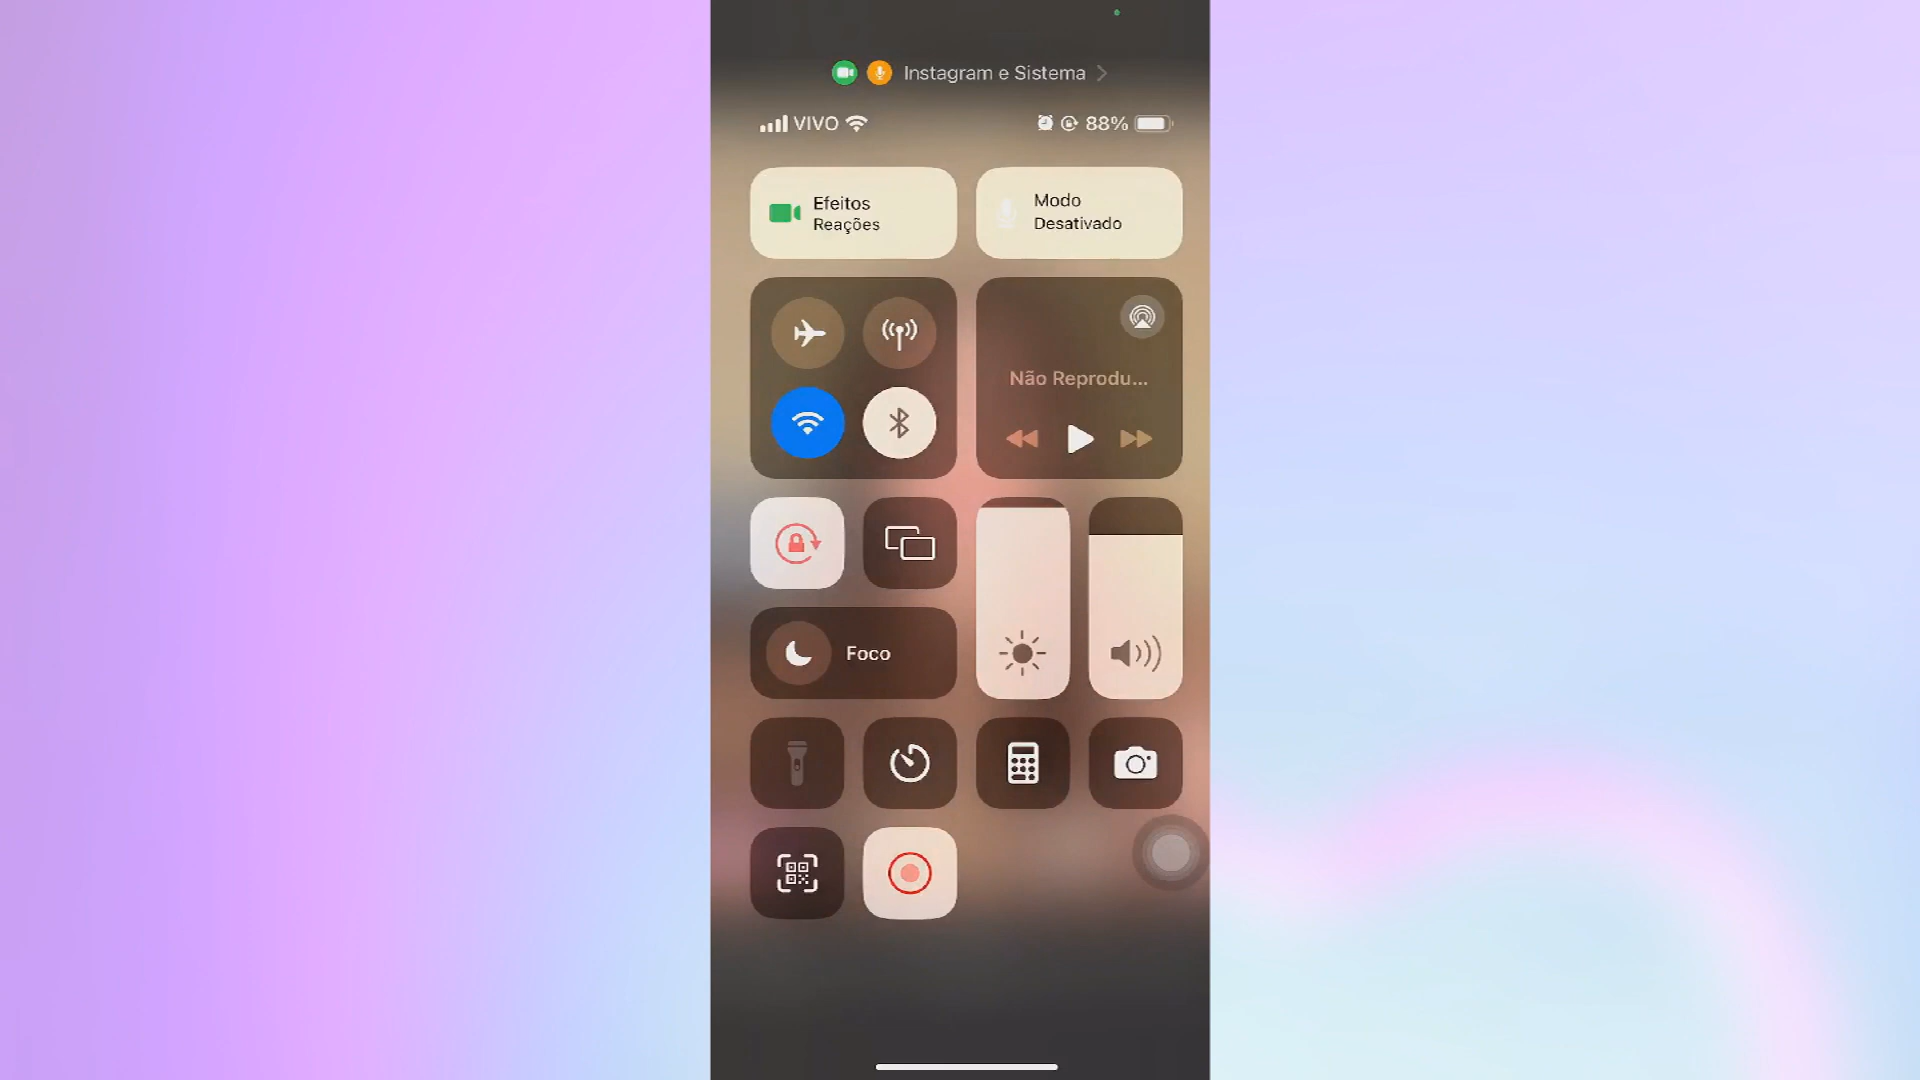 Instagram e Sistema
VIVO
88%
Efeitos
Reações
Modo
Desativado
Não Reprodu...
Foco